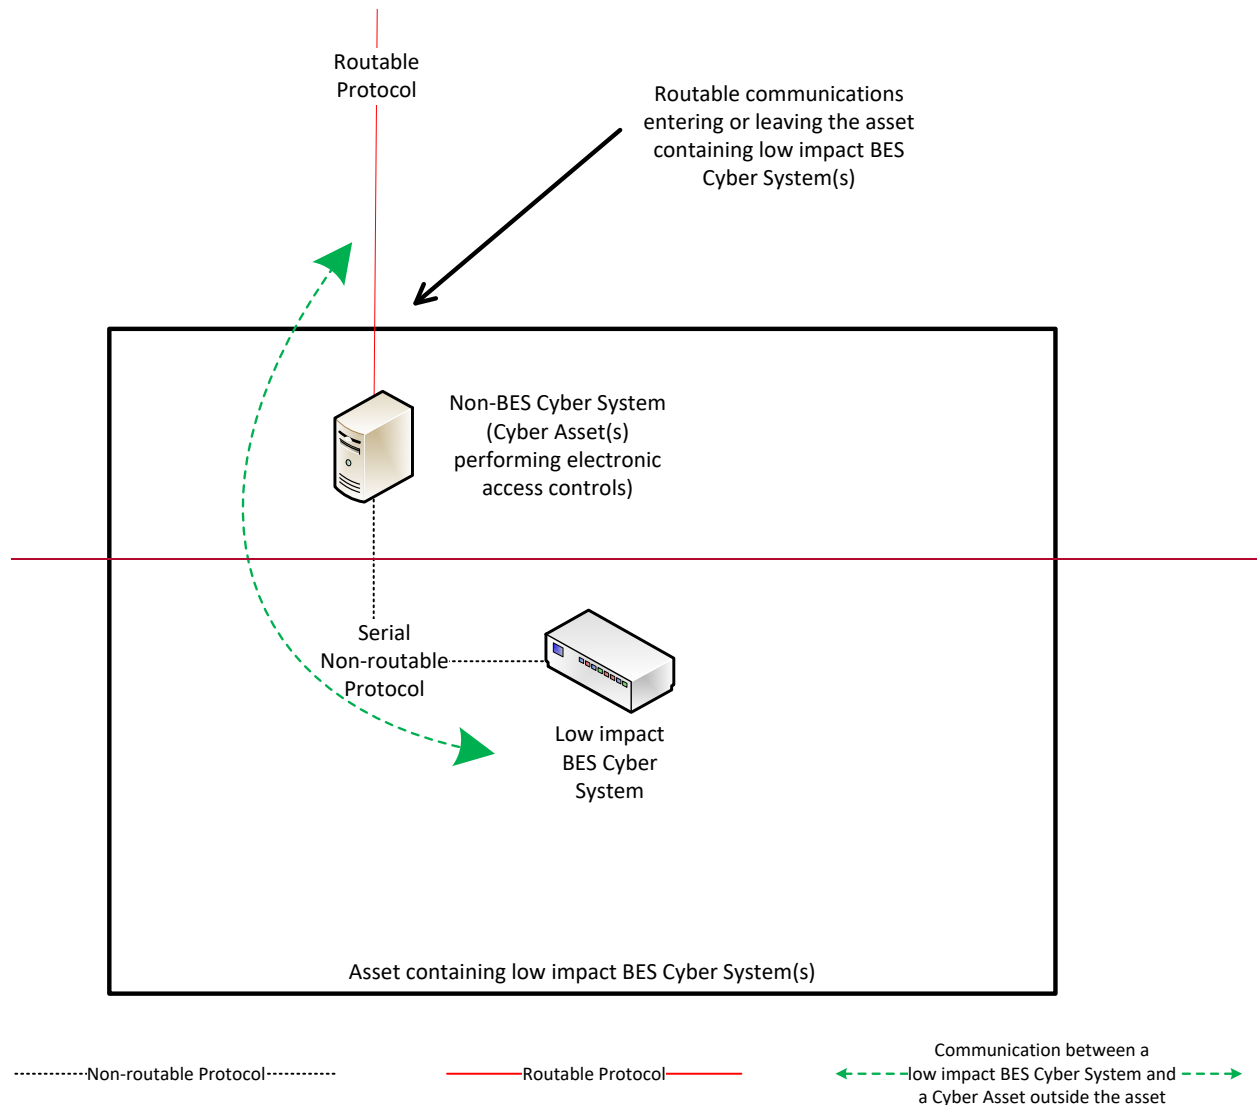 Routable
Protocol
Routable communications
entering or leaving the asset
containing low impact BES
Cyber System(s)
Non-BES Cyber System
(Cyber Asset(s)
performing electronic
access controls)
Serial
Non-routable
Protocol
Low impact
BES Cyber
System
Asset containing low impact BES Cyber System(s)
Non-routable Protocol
Routable Protocol
Communication between a
low impact BES Cyber System and
a Cyber Asset outside the asset